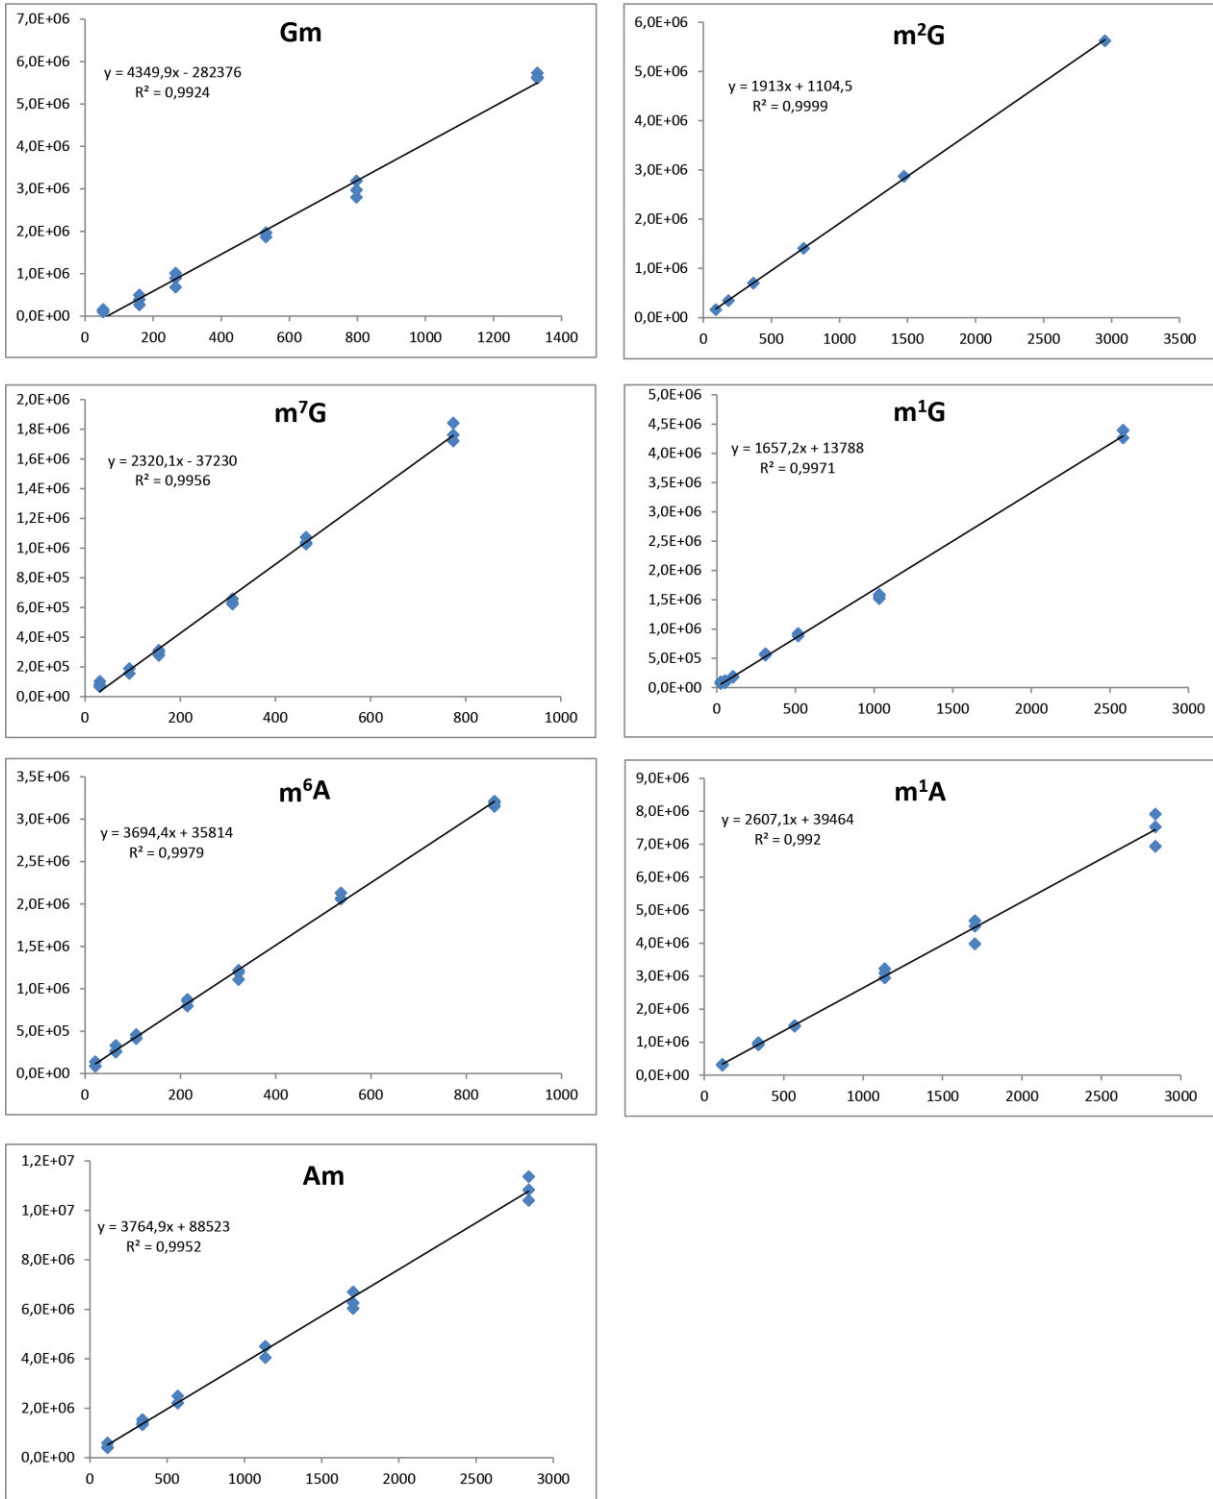 Gm
y = 4349,9x - 282376
R² = 0,9924
7,0E+06
6,0E+06
5,0E+06
4,0E+06
3,0E+06
2,0E+06
1,0E+06
0,0E+00
0 200 400 600 800 1000 1200 1400
m²G
y = 1913x + 1104,5
R² = 0,9999
6,0E+06
5,0E+06
4,0E+06
3,0E+06
2,0E+06
1,0E+06
0,0E+00
0 500 1000 1500 2000 2500 3000 3500
m⁷G
y = 2320,1x - 37230
R² = 0,9956
2,0E+06
1,8E+06
1,6E+06
1,4E+06
1,2E+06
1,0E+06
8,0E+05
6,0E+05
4,0E+05
2,0E+05
0,0E+00
0 200 400 600 800 1000
m¹G
y = 1657,2x + 13788
R² = 0,9971
5,0E+06
4,5E+06
4,0E+06
3,5E+06
3,0E+06
2,5E+06
2,0E+06
1,5E+06
1,0E+06
5,0E+05
0,0E+00
0 500 1000 1500 2000 2500 3000
m⁶A
y = 3694,4x + 35814
R² = 0,9979
3,5E+06
3,0E+06
2,5E+06
2,0E+06
1,5E+06
1,0E+06
5,0E+05
0,0E+00
0 200 400 600 800 1000
m¹A
y = 2607,1x + 39464
R² = 0,992
9,0E+06
8,0E+06
7,0E+06
6,0E+06
5,0E+06
4,0E+06
3,0E+06
2,0E+06
1,0E+06
0,0E+00
0 500 1000 1500 2000 2500 3000
Am
y = 3764,9x + 88523
R² = 0,9952
1,2E+07
1,0E+07
8,0E+06
6,0E+06
4,0E+06
2,0E+06
0,0E+00
0 500 1000 1500 2000 2500 3000